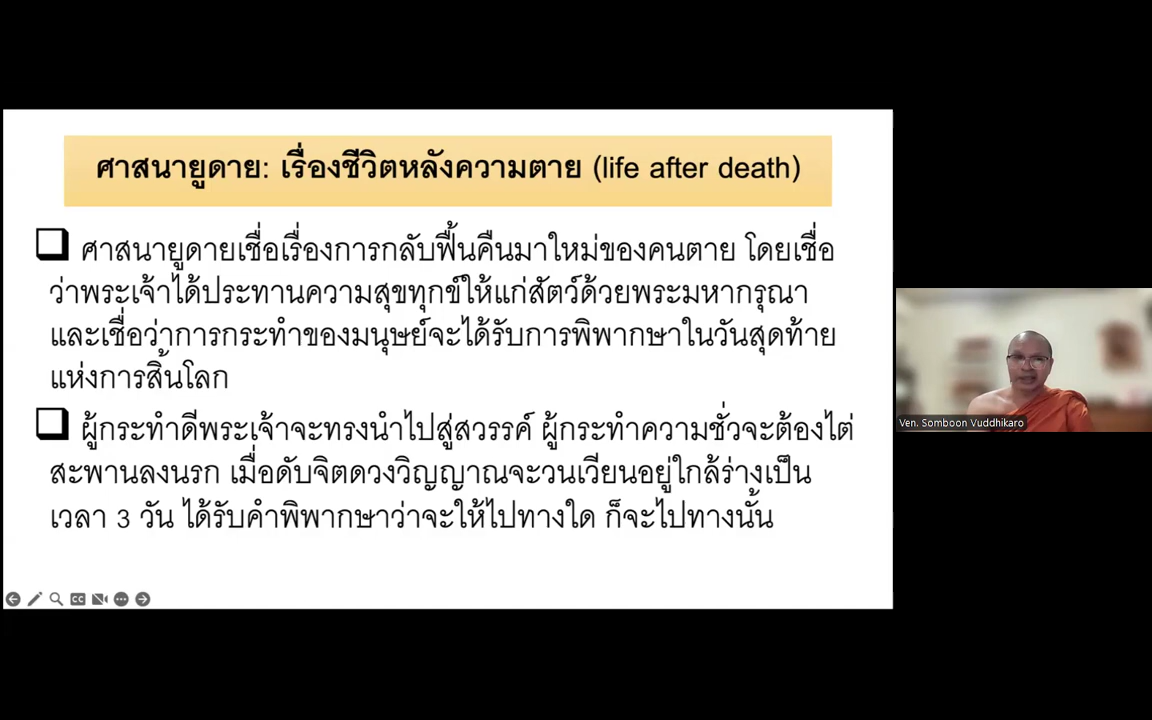 ศาสนายูดาย: เรื่องชีวิตหลังความตาย (life after death)
ศาสนายูดายเชื่อเรื่องการกลับฟื้นคืนมาใหม่ของคนตาย โดยเชื่อ
ว่าพระเจ้าได้ประทานความสุขทุกข์ให้แก่สัตว์ด้วยพระมหากรุณา
และเชื่อว่าการกระทำของมนุษย์จะได้รับการพิพากษาในวันสุดท้าย
แห่งการสิ้นโลก
ผู้กระทำดีพระเจ้าจะทรงนำไปสู่สวรรค์ ผู้กระทำความชั่วจะต้องไต่
สะพานลงนรก เมื่อดับจิตดวงวิญญาณจะวนเวียนอยู่ใกล้ร่างเป็น
เวลา 3 วัน ได้รับคำพิพากษาว่าจะให้ไปทางใด ก็จะไปทางนั้น
CC
Ven. Somboon Vuddhikaro